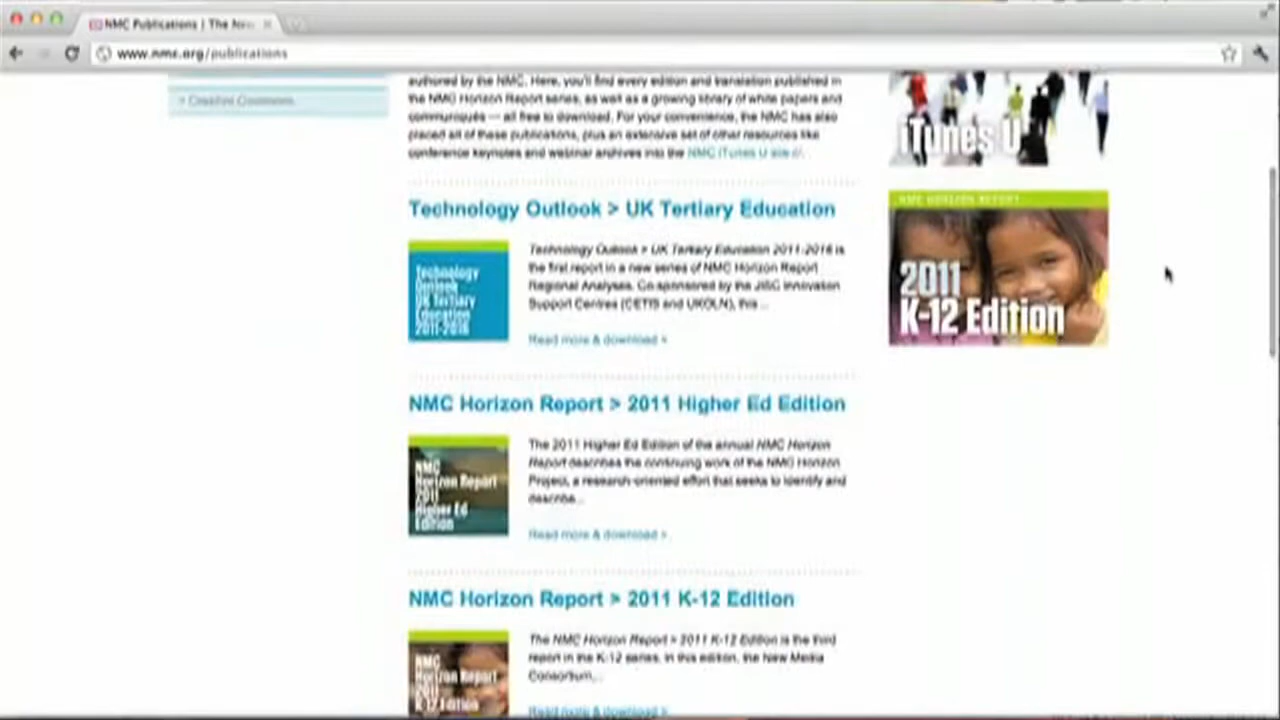 NMC Publications | The New
www.nmc.org/publications
Creative Commons
authored by the NMC. Here, you'll find every edition and translation published in
the NMC Horizon Report series, as well as a growing library of white papers and
communiqués — all free to download. For your convenience, the NMC has also
placed all of these publications, plus an extensive set of other resources like
conference keynotes and webinar archives into the NMC iTunes U site
Technology Outlook > UK Tertiary Education
Technology
Outlook
UK Tertiary
Education
2011-2016
Technology Outlook > UK Tertiary Education 2011-2016 is
the first report in a new series of NMC Horizon Report
Regional Analyses. Co-sponsored by the JISC Innovation
Support Centres (CETIS and UKOLN), this ...
Read more & download >
NMC Horizon Report > 2011 Higher Ed Edition
NMC
Horizon Report
2011
Higher Ed
Edition
The 2011 Higher Ed Edition of the annual NMC Horizon
Report describes the continuing work of the NMC Horizon
Project, a research-oriented effort that seeks to identify and
describe...
Read more & download >
NMC Horizon Report > 2011 K-12 Edition
NMC
Horizon Report
2011
K-12 Edition
The NMC Horizon Report > 2011 K-12 Edition is the third
report in the K-12 series. In this edition, the New Media
Consortium...
Read more & download >
iTunes U
NMC HORIZON REPORT
2011
K-12 Edition